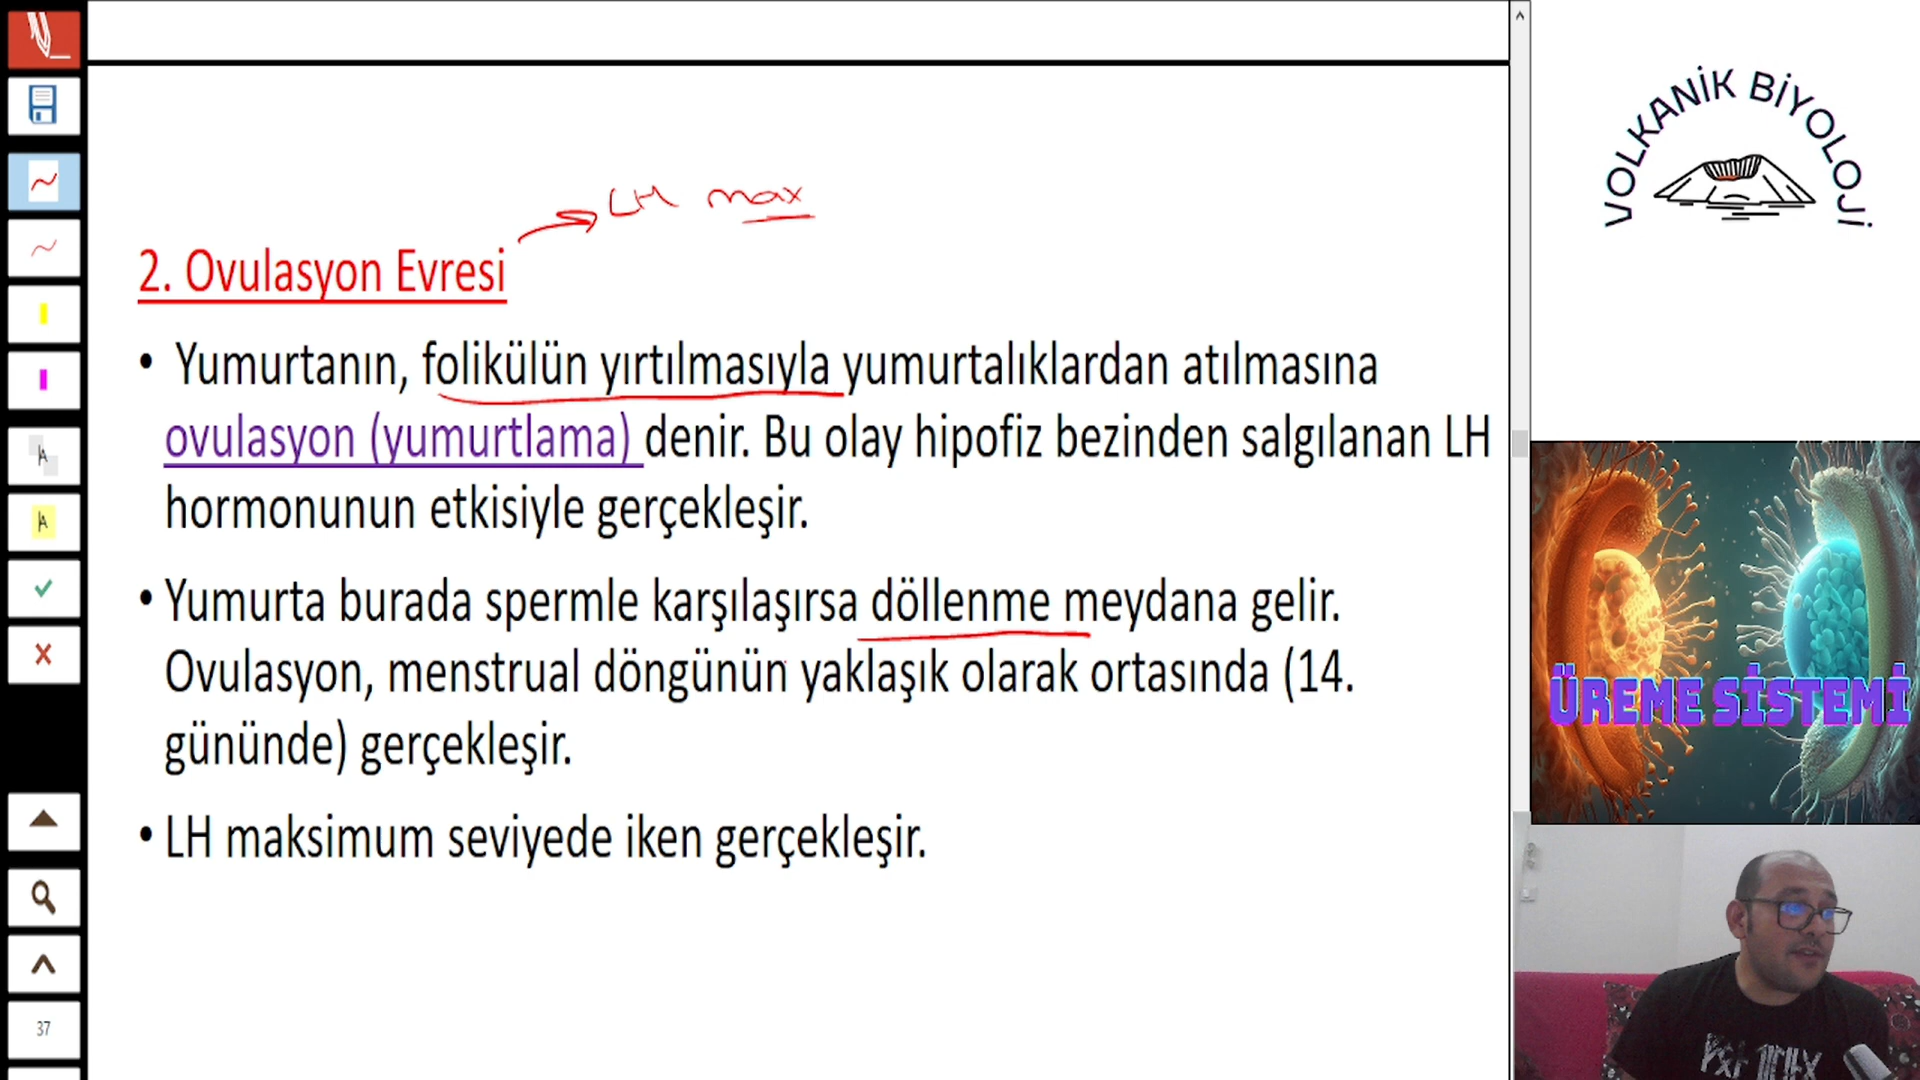 LH max
2. Ovulasyon Evresi
• Yumurtanın, folikülün yırtılmasıyla yumurtalıklardan atılmasına
ovulasyon (yumurtlama) denir. Bu olay hipofiz bezinden salgılanan LH
hormonunun etkisiyle gerçekleşir.
• Yumurta burada spermle karşılaşırsa döllenme meydana gelir.
Ovulasyon, menstrual döngünün yaklaşık olarak ortasında (14.
gününde) gerçekleşir.
• LH maksimum seviyede iken gerçekleşir.
37
VOLKANİK BİYOLOJİ
ÜREME SİSTEMİ